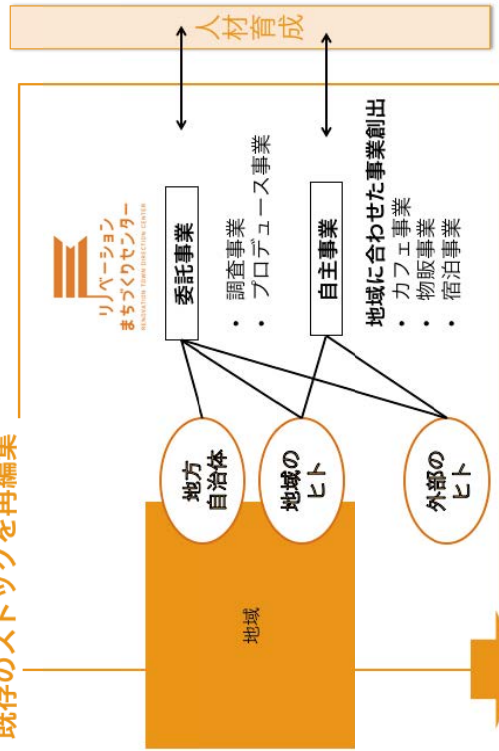 既存のストックを再編集
地域
地方
自治体
地域の
ヒト
外部の
ヒト
リノベーション
まちづくりセンター
RENOVATION TOWN DIRECTION CENTER
委託事業
• 調査事業
• プロデュース事業
自主事業
地域に合わせた事業創出
• カフェ事業
• 物販事業
• 宿泊事業
人材育成